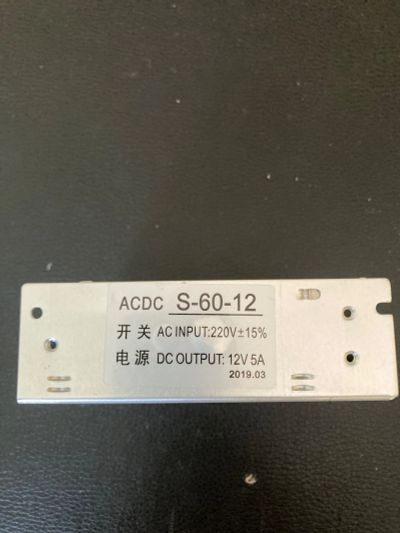 ACDC S-60-12
开关 AC INPUT:220V±15%
电源 DC OUTPUT: 12V 5A
2019.03